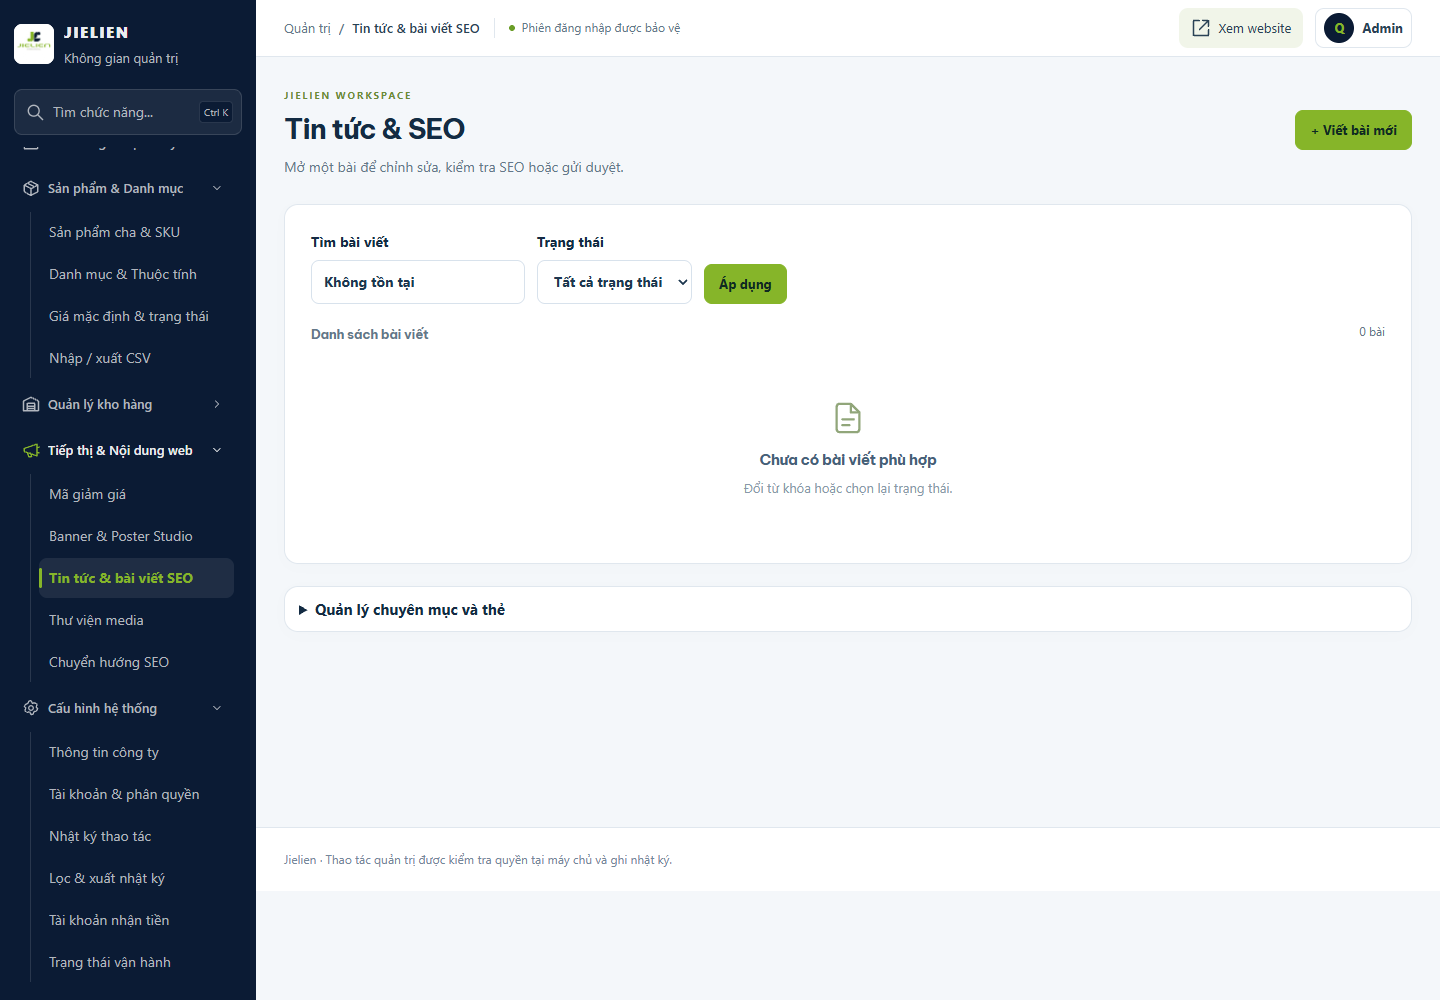 JIELIEN
Không gian quản trị
Tìm chức năng...
Ctrl K
Sản phẩm & Danh mục
Sản phẩm cha & SKU
Danh mục & Thuộc tính
Giá mặc định & trạng thái
Nhập / xuất CSV
Quản lý kho hàng
Tiếp thị & Nội dung web
Mã giảm giá
Banner & Poster Studio
Tin tức & bài viết SEO
Thư viện media
Chuyển hướng SEO
Cấu hình hệ thống
Thông tin công ty
Tài khoản & phân quyền
Nhật ký thao tác
Lọc & xuất nhật ký
Tài khoản nhận tiền
Trạng thái vận hành
Quản trị / Tin tức & bài viết SEO
Phiên đăng nhập được bảo vệ
Xem website
Q Admin
JIELIEN WORKSPACE
Tin tức & SEO
Mở một bài để chỉnh sửa, kiểm tra SEO hoặc gửi duyệt.
+ Viết bài mới
Tìm bài viết
Trạng thái
Không tồn tại
Tất cả trạng thái
Áp dụng
Danh sách bài viết
0 bài
Chưa có bài viết phù hợp
Đổi từ khóa hoặc chọn lại trạng thái.
Quản lý chuyên mục và thẻ
Jielien · Thao tác quản trị được kiểm tra quyền tại máy chủ và ghi nhật ký.